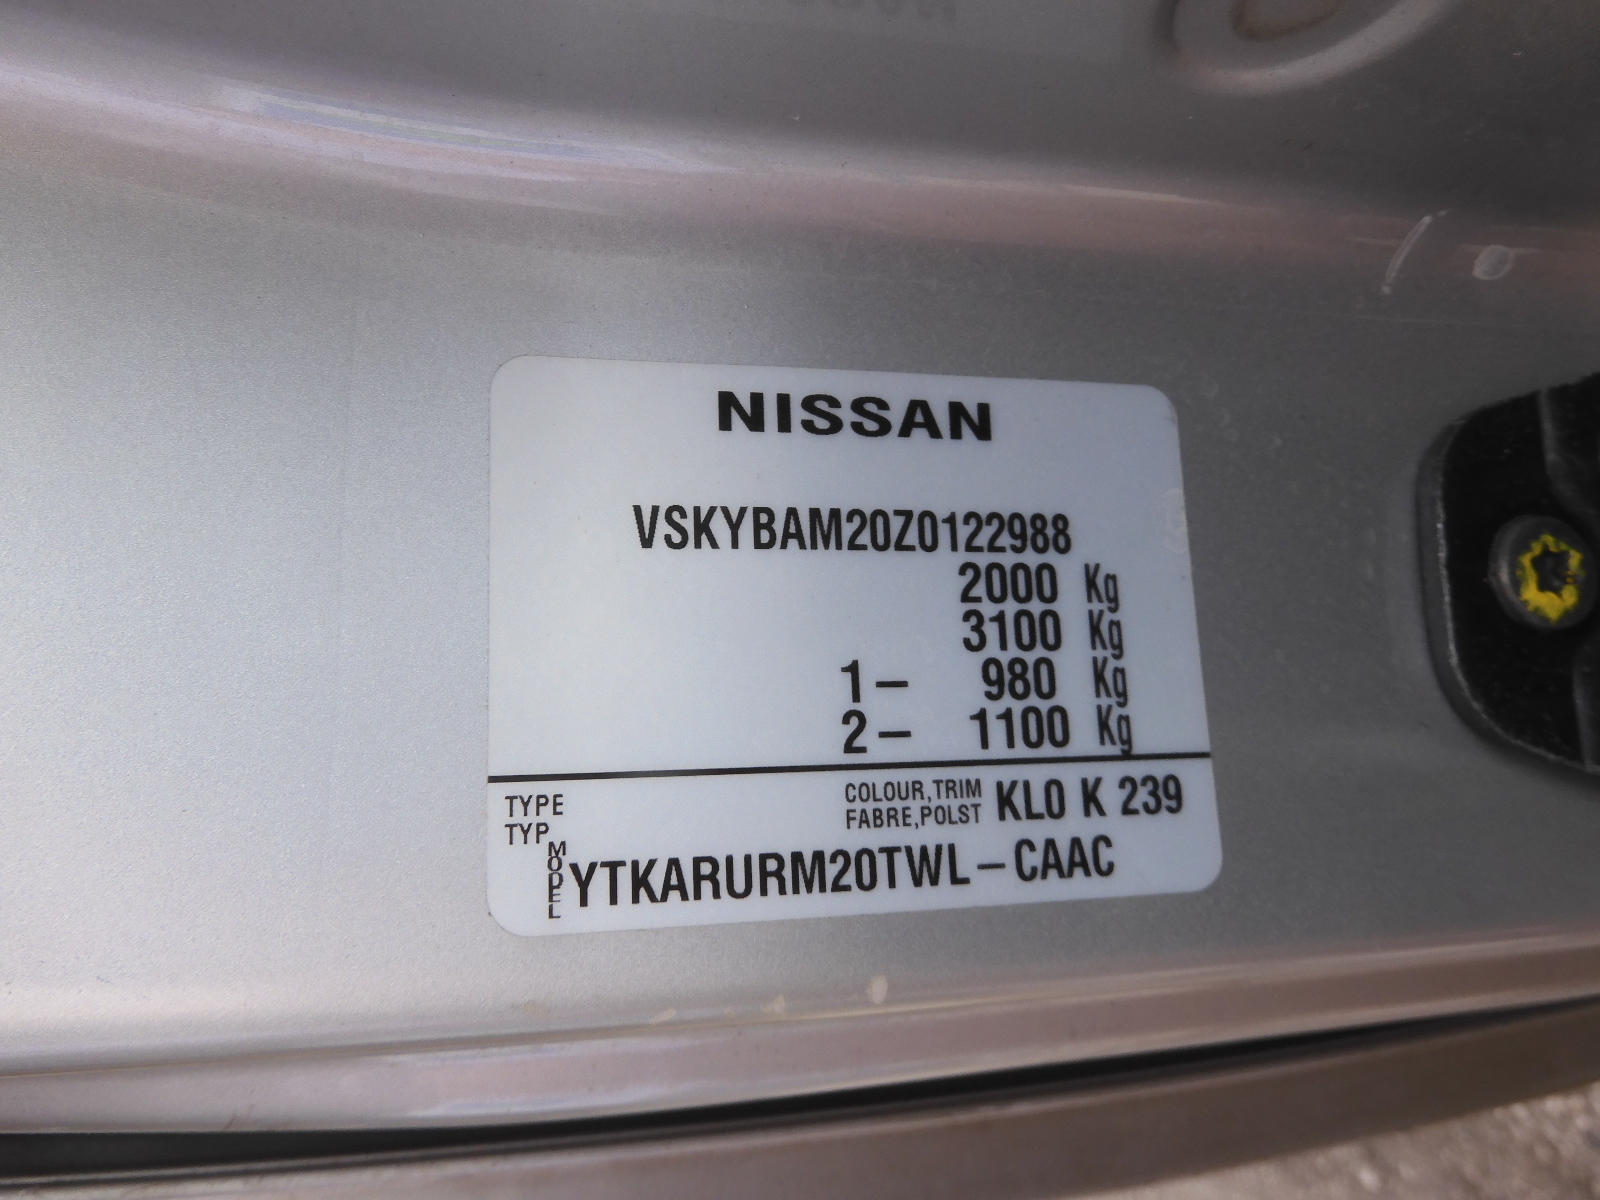 NISSAN
VSKYBAM20Z0122988
2000 Kg
3100 Kg
1– 980 Kg
2– 1100 Kg
TYPE
TYP
COLOUR,TRIM
FABRE,POLST
KL0 K 239
MODEL
YTKARURM20TWL–CAAC